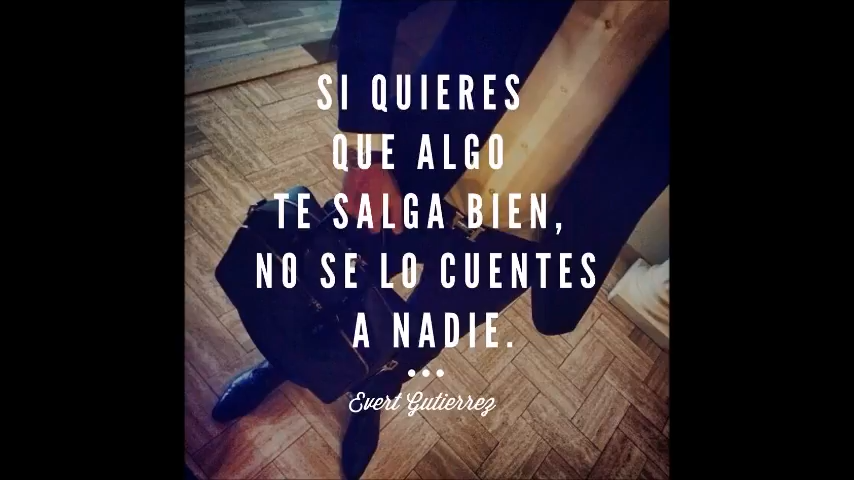 SI QUIERES
QUE ALGO
TE SALGA BIEN,
NO SE LO CUENTES
A NADIE.
•••
Evert Gutierrez